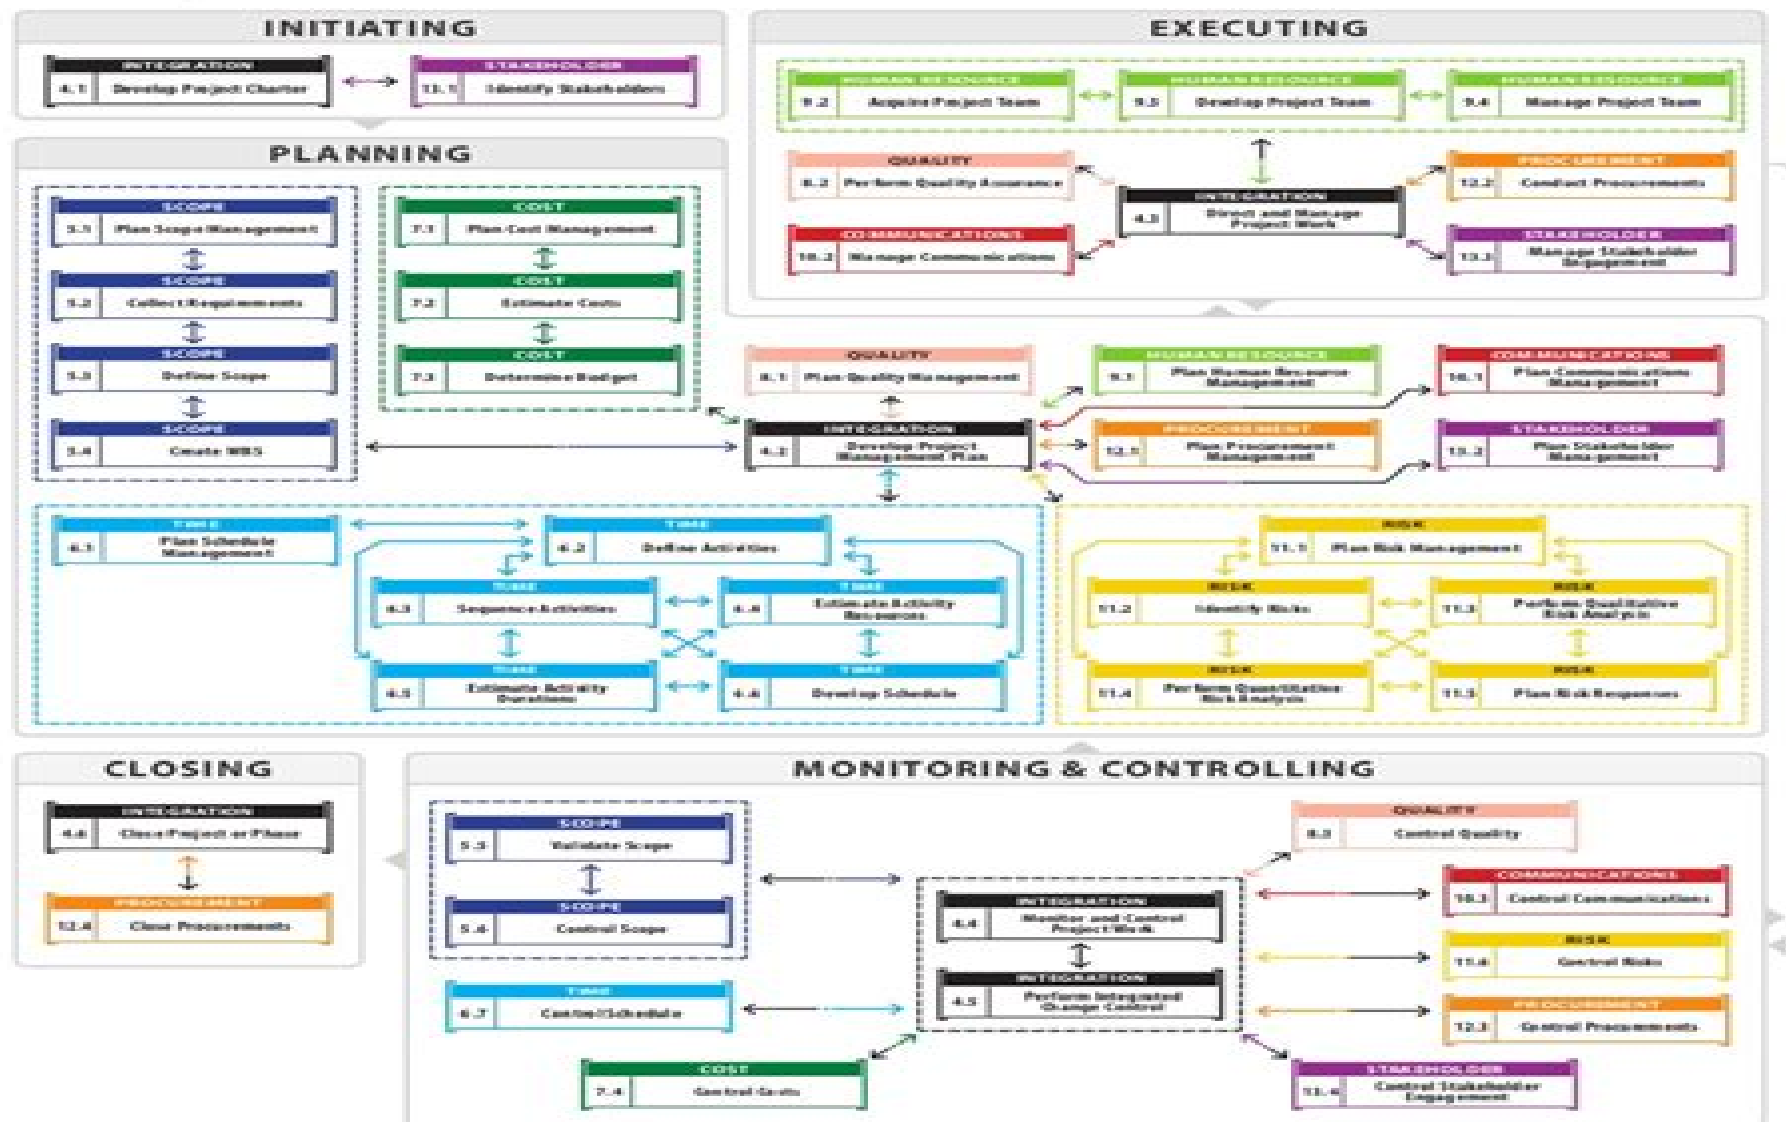 INITIATING
INTEGRATION
4.1 Develop Project Charter
STAKEHOLDER
13.1 Identify Stakeholders
EXECUTING
HUMAN RESOURCE
9.2 Acquire Project Team
HUMAN RESOURCE
Develop Project Team
HUMAN RESOURCE
9.4 Manage Project Team
QUALITY
8.2 Perform Quality Assurance
PROCUREMENT
12.2 Conduct Procurements
INTEGRATION
4.3 Direct and Manage
Project Work
COMMUNICATIONS
10.2 Manage Communications
STAKEHOLDER
13.3 Manage Stakeholder
Engagement
PLANNING
SCOPE
5.1 Plan Scope Management
SCOPE
5.2 Collect Requirements
SCOPE
5.3 Define Scope
SCOPE
5.4 Create WBS
COST
7.1 Plan Cost Management
COST
7.2 Estimate Costs
COST
7.3 Determine Budget
QUALITY
8.1 Plan Quality Management
HUMAN RESOURCE
9.1 Plan Human Resource
Management
COMMUNICATIONS
10.1 Plan Communications
Management
INTEGRATION
4.2 Develop Project
Management Plan
PROCUREMENT
12.1 Plan Procurement
Management
STAKEHOLDER
13.2 Plan Stakeholder
Management
TIME
6.1 Plan Schedule
Management
TIME
6.2 Define Activities
TIME
6.3 Sequence Activities
TIME
6.4 Estimate Activity
Resources
TIME
6.5 Estimate Activity
Durations
TIME
6.6 Develop Schedule
RISK
11.1 Plan Risk Management
RISK
11.2 Identify Risks
RISK
11.3 Perform Qualitative
Risk Analysis
RISK
11.4 Perform Quantitative
Risk Analysis
RISK
11.5 Plan Risk Responses
CLOSING
INTEGRATION
4.6 Close Project or Phase
PROCUREMENT
12.4 Close Procurements
MONITORING & CONTROLLING
SCOPE
5.5 Validate Scope
SCOPE
5.6 Control Scope
TIME
6.7 Control Schedule
COST
7.4 Control Costs
INTEGRATION
4.4 Monitor and Control
Project Work
INTEGRATION
4.5 Perform Integrated
Change Control
QUALITY
8.3 Control Quality
COMMUNICATIONS
10.3 Control Communications
RISK
11.6 Control Risks
PROCUREMENT
12.3 Control Procurements
STAKEHOLDER
13.4 Control Stakeholder
Engagement